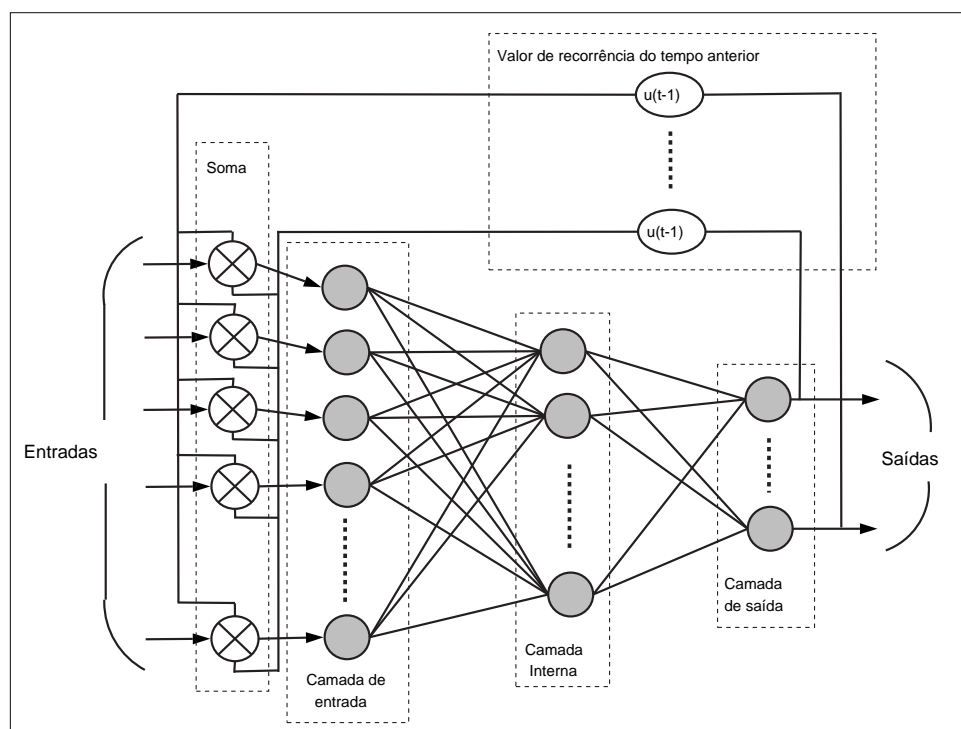 Valor de recorrência do tempo anterior
u(t-1)
Soma
u(t-1)
Entradas
Saídas
Camada
de saída
Camada
Interna
Camada de
entrada